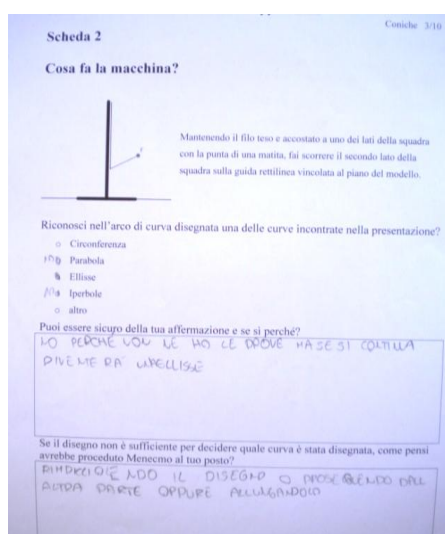 Coniche 3/10
Scheda 2
Cosa fa la macchina?
Mantenendo il filo teso e accostato a uno dei lati della squadra
con la punta di una matita, fai scorrere il secondo lato della
squadra sulla guida rettilinea vincolata al piano del modello.
Riconosci nell'arco di curva disegnata una delle curve incontrate nella presentazione?
Circonferenza
Parabola
Ellisse
Iperbole
altro
Puoi essere sicuro della tua affermazione e se sì perché?
NO PERCHÉ NON NE HO LE PROVE MA SE SI CONTINUA
DIVENTERÀ UN'ELLISSE
Se il disegno non è sufficiente per decidere quale curva è stata disegnata, come pensi
avrebbe proceduto Menecmo al tuo posto?
IL DISEGNO O PROSEGUENDO DALL'
ALTRA PARTE OPPURE ALLUNGANDOLO